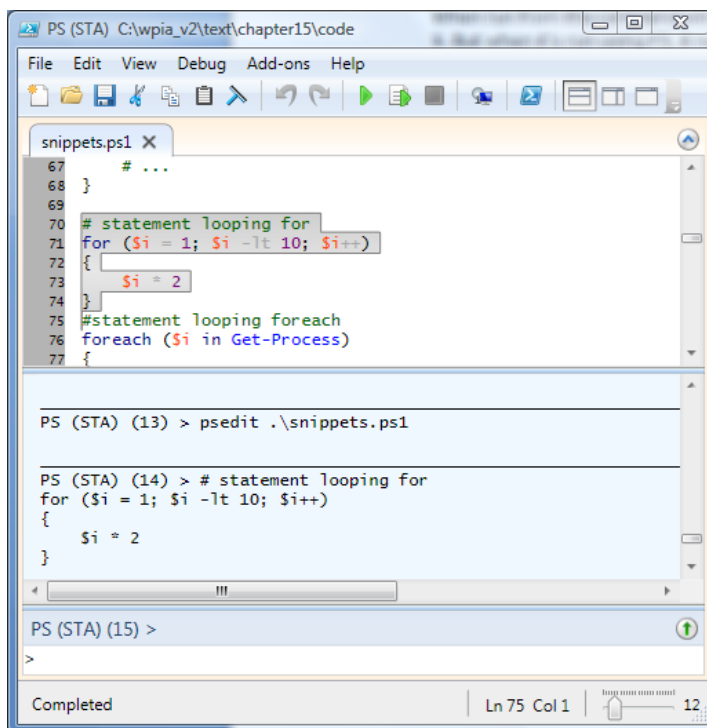 PS (STA) C:\wpia_v2\text\chapter15\code
File Edit View Debug Add-ons Help
snippets.ps1
67 # ...
68 }
69
70 # statement looping for
71 for ($i = 1; $i -lt 10; $i++)
72 {
73 $i * 2
74 }
75 #statement looping foreach
76 foreach ($i in Get-Process)
77 {
PS (STA) (13) > psedit .\snippets.ps1
PS (STA) (14) > # statement looping for
for ($i = 1; $i -lt 10; $i++)
{
$i * 2
}
PS (STA) (15) >
>
Completed Ln 75 Col 1 12